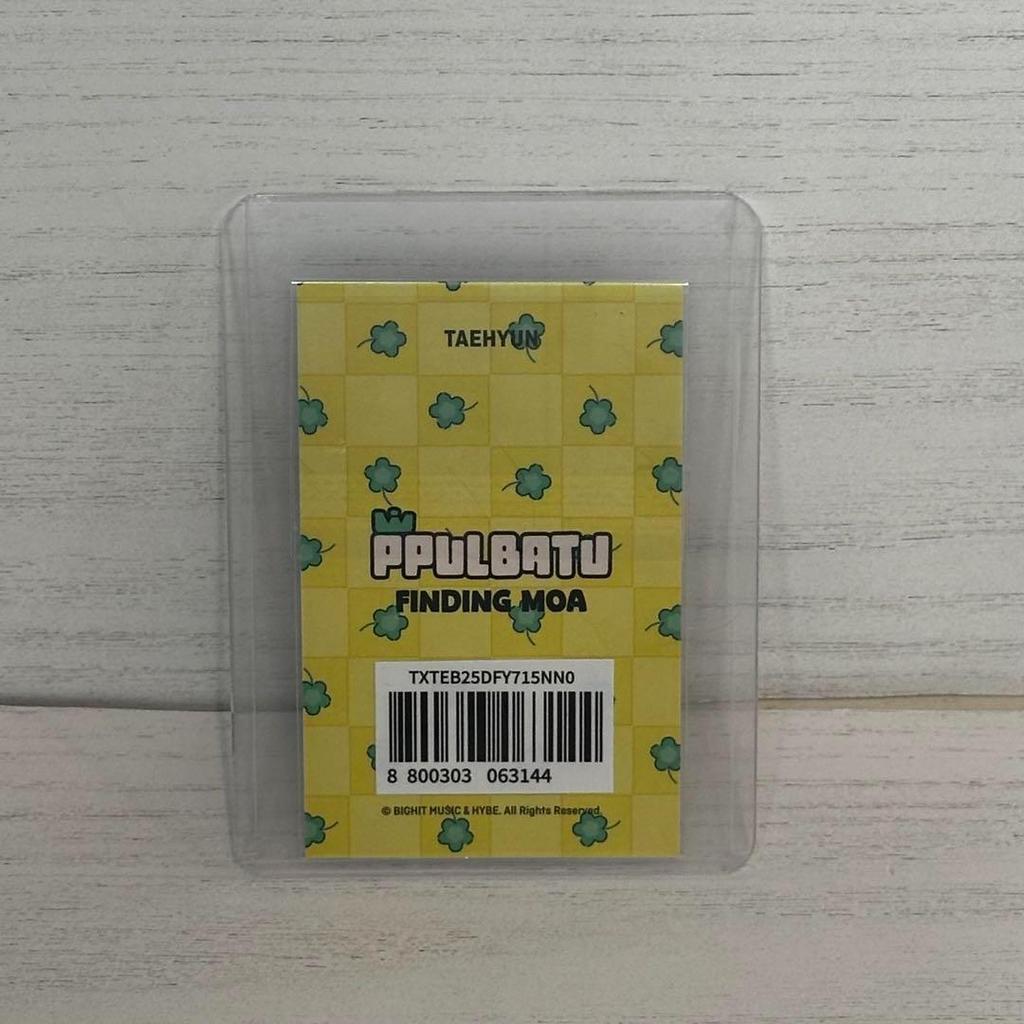 TAEHYUN
PPULBATU
FINDING MOA
TXTEB25DFY715NN0
8 800303 063144
© BIGHIT MUSIC & HYBE. All Rights Reserved.